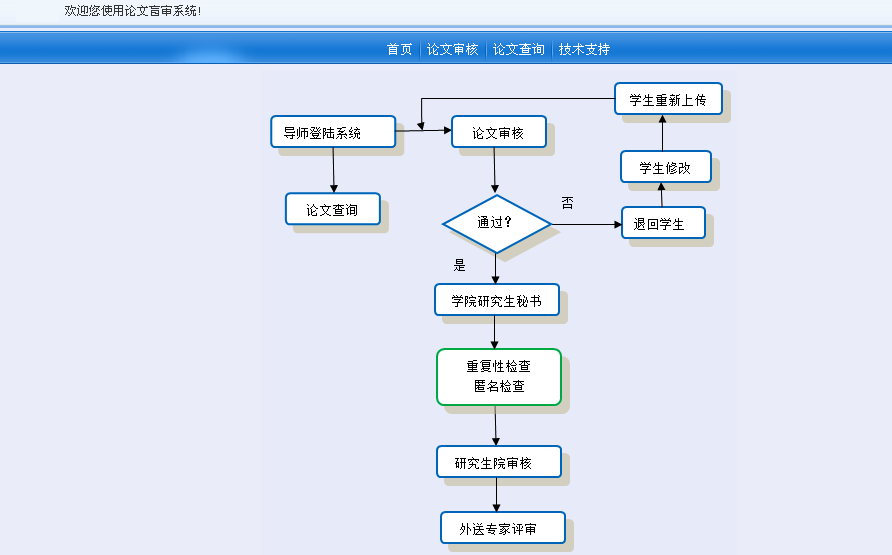 欢迎您使用论文盲审系统!
首页 论文审核 论文查询 技术支持
学生重新上传
导师登陆系统
论文审核
学生修改
论文查询
否
通过?
退回学生
是
学院研究生秘书
重复性检查
匿名检查
研究生院审核
外送专家评审